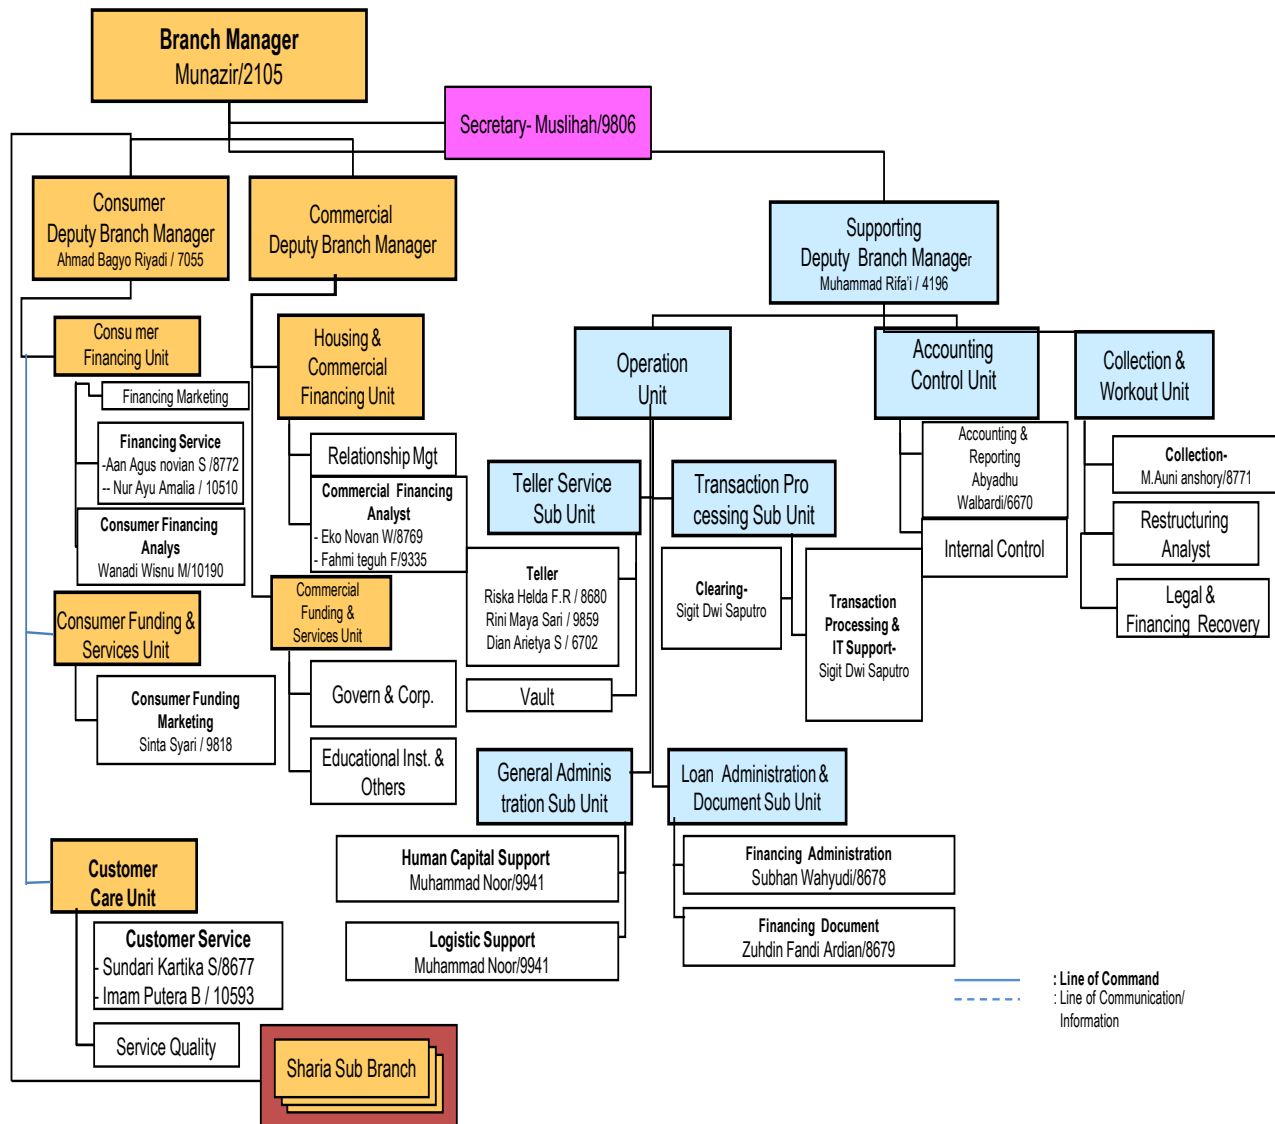 Branch Manager
Munazir/2105
Secretary- Muslihah/9806
Consumer
Deputy Branch Manager
Ahmad Bagyo Riyadi / 7055
Commercial
Deputy Branch Manager
Supporting
Deputy Branch Manager
Muhammad Rifa'i / 4196
Consu mer
Financing Unit
Financing Marketing
Financing Service
-Aan Agus novian S /8772
-- Nur Ayu Amalia / 10510
Consumer Financing
Analys
Wanadi Wisnu M/10190
Consumer Funding &
Services Unit
Consumer Funding
Marketing
Sinta Syari / 9818
Customer
Care Unit
Customer Service
- Sundari Kartika S/8677
- Imam Putera B / 10593
Service Quality
Sharia Sub Branch
Housing &
Commercial
Financing Unit
Relationship Mgt
Commercial Financing
Analyst
- Eko Novan W/8769
- Fahmi teguh F/9335
Commercial
Funding &
Services Unit
Govern & Corp.
Educational Inst. &
Others
Operation
Unit
Teller Service
Sub Unit
Teller
Riska Helda F.R / 8680
Rini Maya Sari / 9859
Dian Arietya S / 6702
Vault
Transaction Pro
cessing Sub Unit
Clearing-
Sigit Dwi Saputro
Transaction
Processing &
IT Support-
Sigit Dwi Saputro
General Adminis
tration Sub Unit
Human Capital Support
Muhammad Noor/9941
Logistic Support
Muhammad Noor/9941
Loan Administration &
Document Sub Unit
Financing Administration
Subhan Wahyudi/8678
Financing Document
Zuhdin Fandi Ardian/8679
Accounting
Control Unit
Accounting &
Reporting
Abyadhu
Walbardi/6670
Internal Control
Collection &
Workout Unit
Collection-
M.Auni anshory/8771
Restructuring
Analyst
Legal &
Financing Recovery
: Line of Command
: Line of Communication/
Information